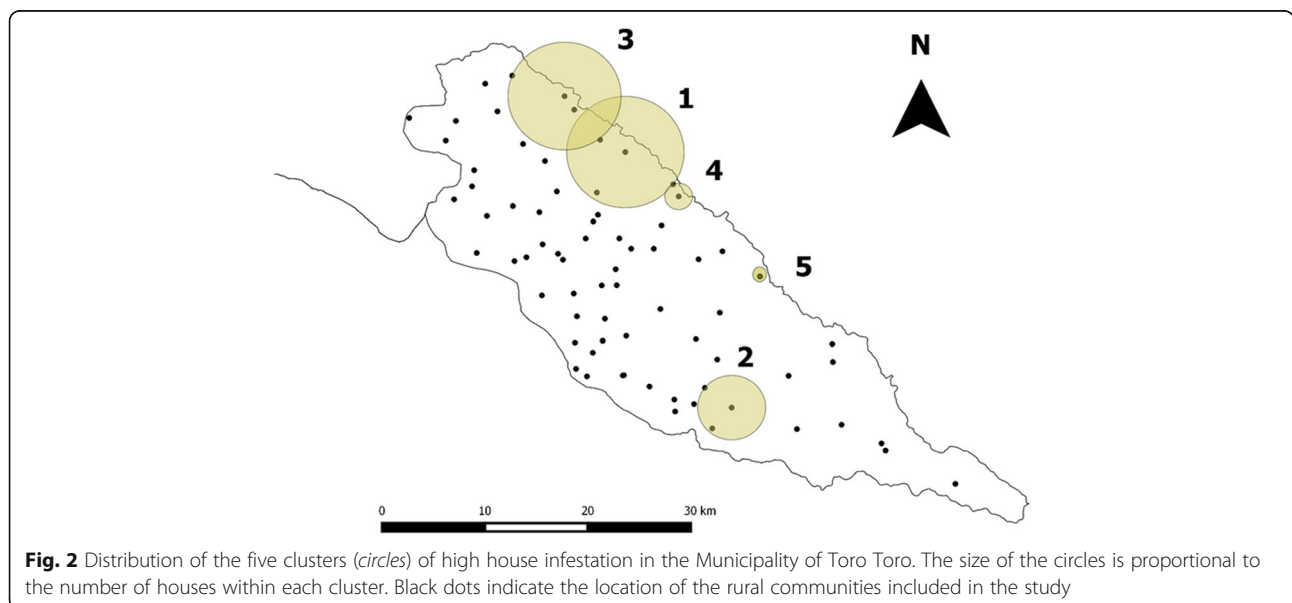 3
N
1
4
5
2
0 10 20 30 km
Fig. 2 Distribution of the five clusters (circles) of high house infestation in the Municipality of Toro Toro. The size of the circles is proportional to
the number of houses within each cluster. Black dots indicate the location of the rural communities included in the study